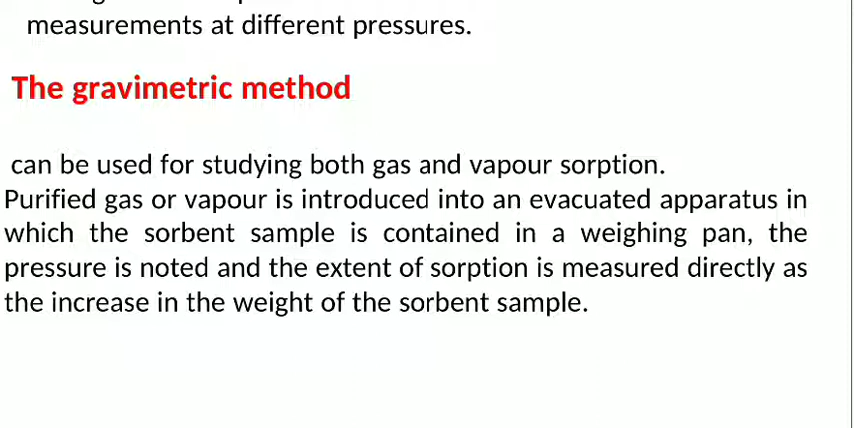 measurements at different pressures.
The gravimetric method
can be used for studying both gas and vapour sorption.
Purified gas or vapour is introduced into an evacuated apparatus in
which the sorbent sample is contained in a weighing pan, the
pressure is noted and the extent of sorption is measured directly as
the increase in the weight of the sorbent sample.